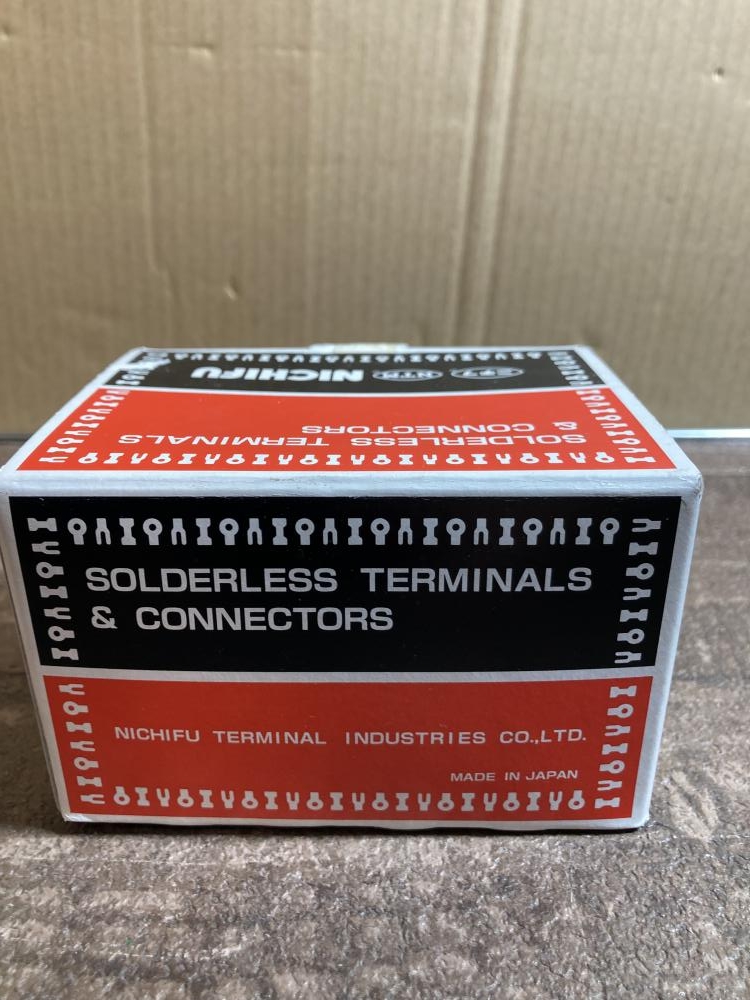 NICHIFU
SOLDERLESS TERMINALS
& CONNECTORS
SOLDERLESS TERMINALS
& CONNECTORS
NICHIFU TERMINAL INDUSTRIES CO.,LTD.
MADE IN JAPAN